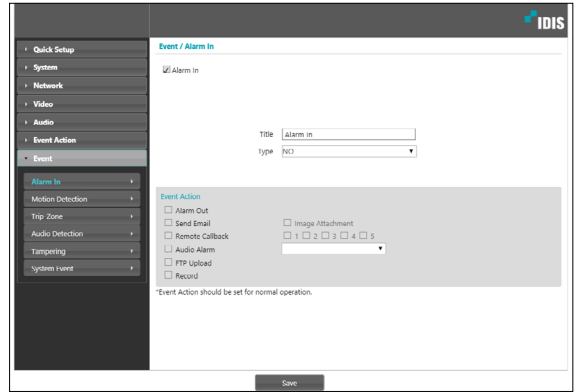 IDIS
Quick Setup
System
Network
Video
Audio
Event Action
Event
Alarm In
Motion Detection
Trip-Zone
Audio Detection
Tampering
System Event
Event / Alarm In
Alarm In
Title Alarm In
Type NO
Event Action
Alarm Out
Send Email Image Attachment
Remote Callback 1 2 3 4 5
Audio Alarm
FTP Upload
Record
*Event Action should be set for normal operation.
Save